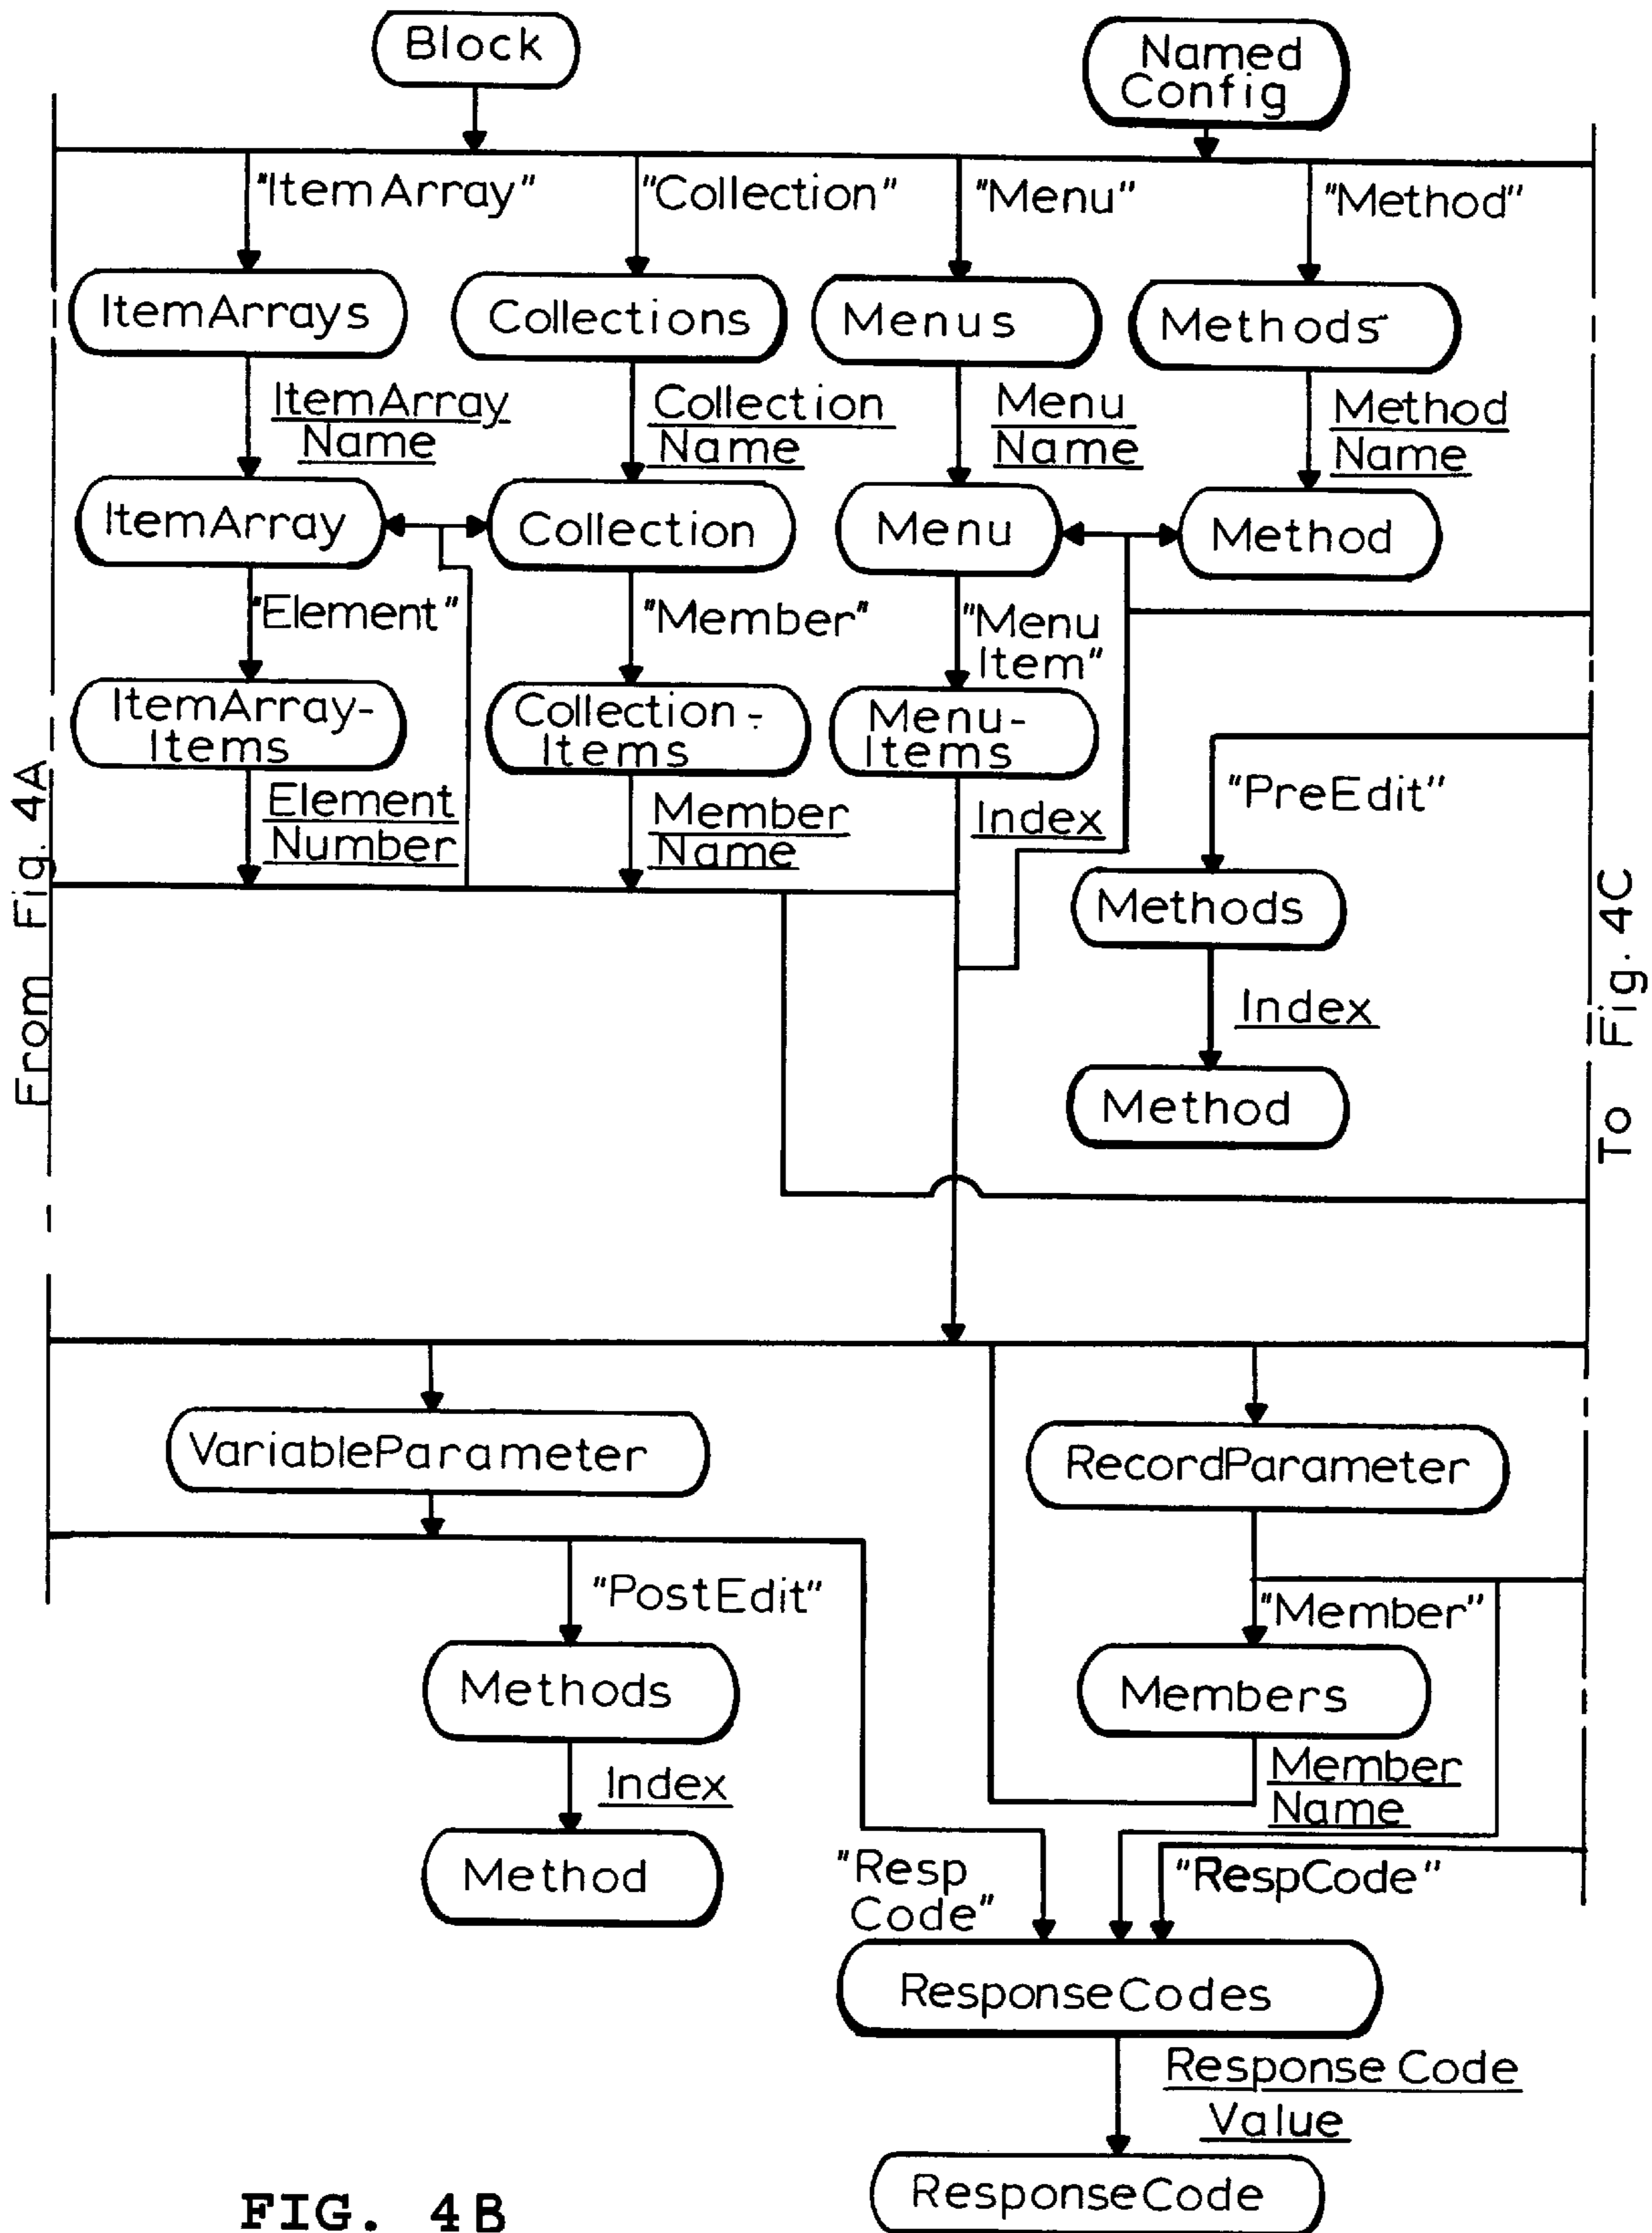 Block
Named
Config
"ItemArray"
"Collection"
"Menu"
"Method"
ItemArrays
Collections
Menus
Methods
ItemArray
Name
Collection
Name
Menu
Name
Method
Name
ItemArray
Collection
Menu
Method
"Element"
"Member"
"Menu
Item"
ItemArray-
Items
Collection-
Items
Menu-
Items
"PreEdit"
Element
Number
Member
Name
Index
From Fig. 4A
To Fig. 4C
Methods
Index
Method
VariableParameter
RecordParameter
"PostEdit"
"Member"
Methods
Members
Index
Member
Name
Method
"Resp
Code"
"RespCode"
ResponseCodes
Response Code
Value
ResponseCode
FIG. 4B